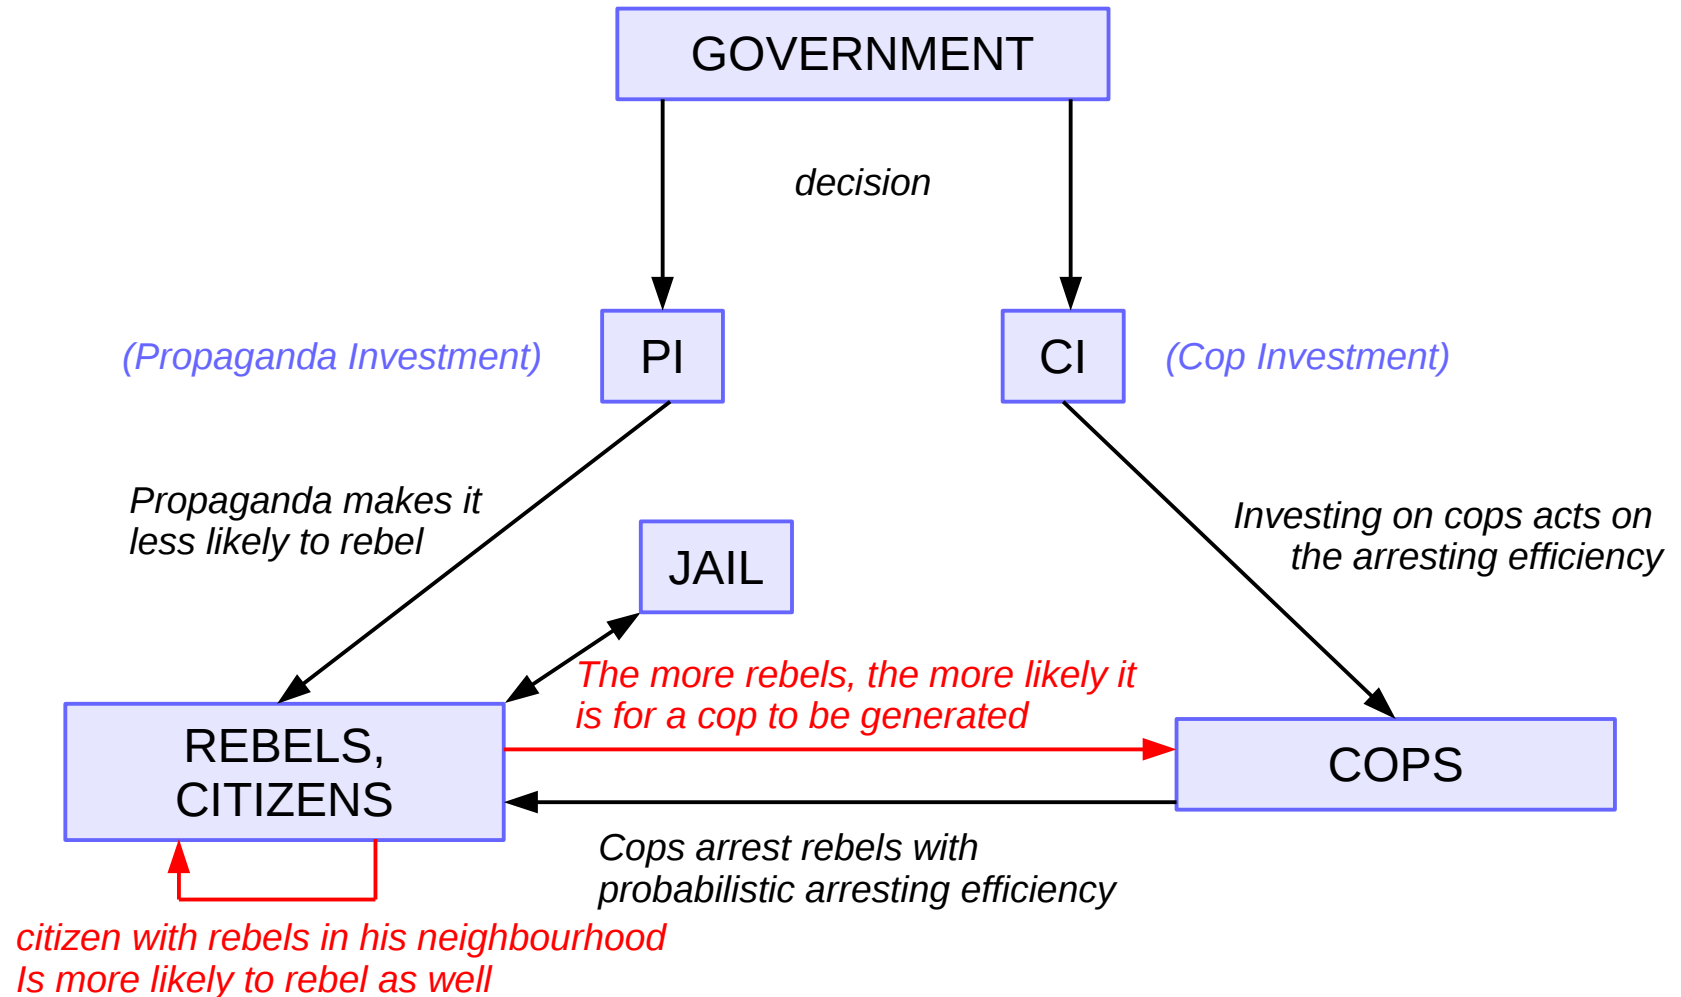 GOVERNMENT
decision
(Propaganda Investment)
PI
CI
(Cop Investment)
Propaganda makes it
less likely to rebel
Investing on cops acts on
the arresting efficiency
JAIL
The more rebels, the more likely it
is for a cop to be generated
REBELS,
CITIZENS
COPS
Cops arrest rebels with
probabilistic arresting efficiency
citizen with rebels in his neighbourhood
Is more likely to rebel as well